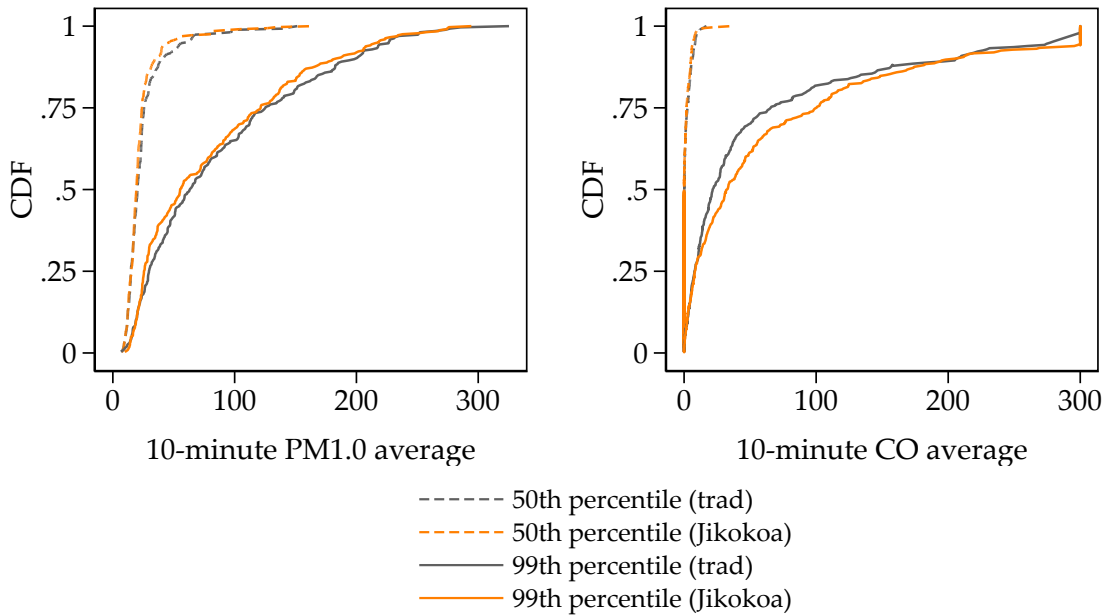 CDF
1
.75
.5
.25
0
0 100 200 300
10-minute PM1.0 average
CDF
1
.75
.5
.25
0
0 100 200 300
10-minute CO average
50th percentile (trad)
50th percentile (Jikokoa)
99th percentile (trad)
99th percentile (Jikokoa)